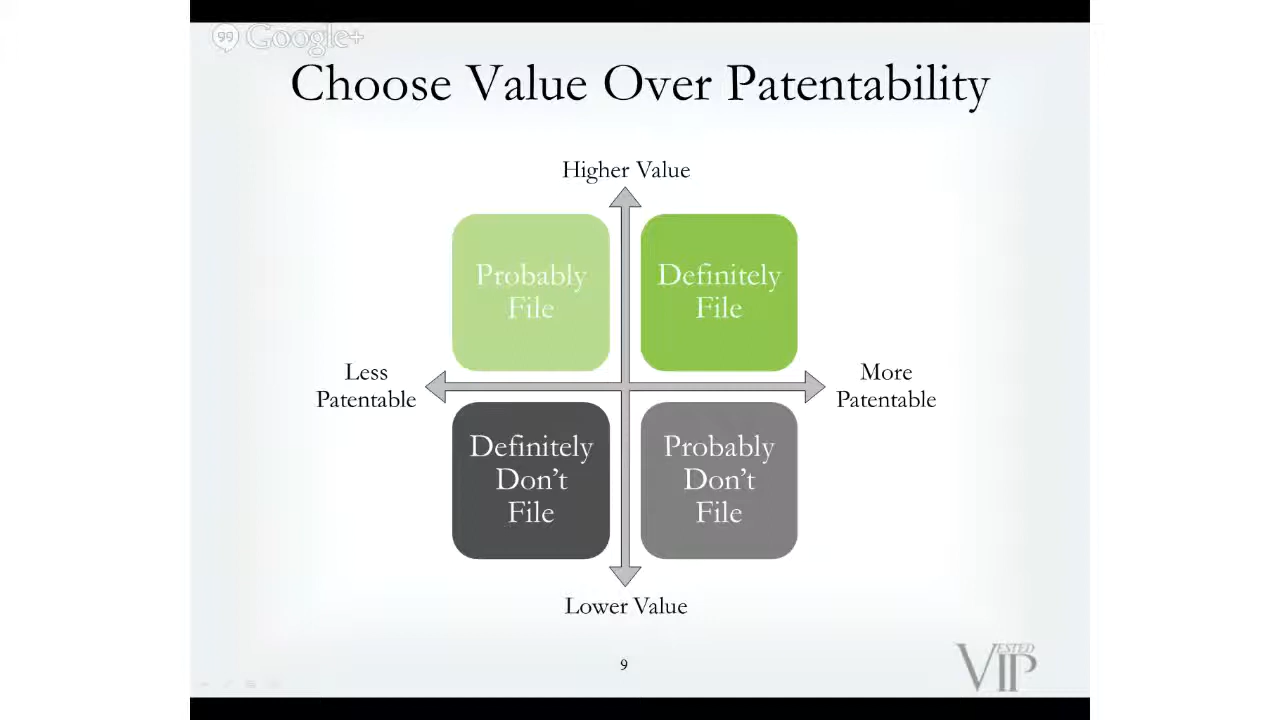 Google+
Choose Value Over Patentability
Higher Value
Probably
File
Definitely
File
Less
Patentable
More
Patentable
Definitely
Don't
File
Probably
Don't
File
Lower Value
9
VESTED
VIP